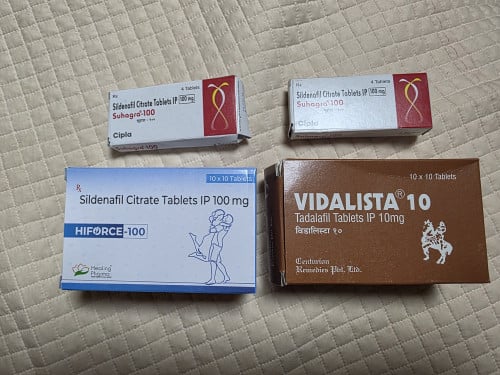 Rx
4 Tablets
Sildenafil Citrate Tablets IP 100 mg
Suhagra®-100
Cipla
Suhagra-100
Rx
4 Tablets
Sildenafil Citrate Tablets IP 100 mg
Suhagra®-100
Cipla
Rx
10 x 10 Tablets
Sildenafil Citrate Tablets IP 100 mg
HIFORCE-100
Healing
Pharma
10 x 10 Tablets
VIDALISTA® 10
Tadalafil Tablets IP 10mg
विडालिस्टा १०
Centurion
Remedies Pvt. Ltd.